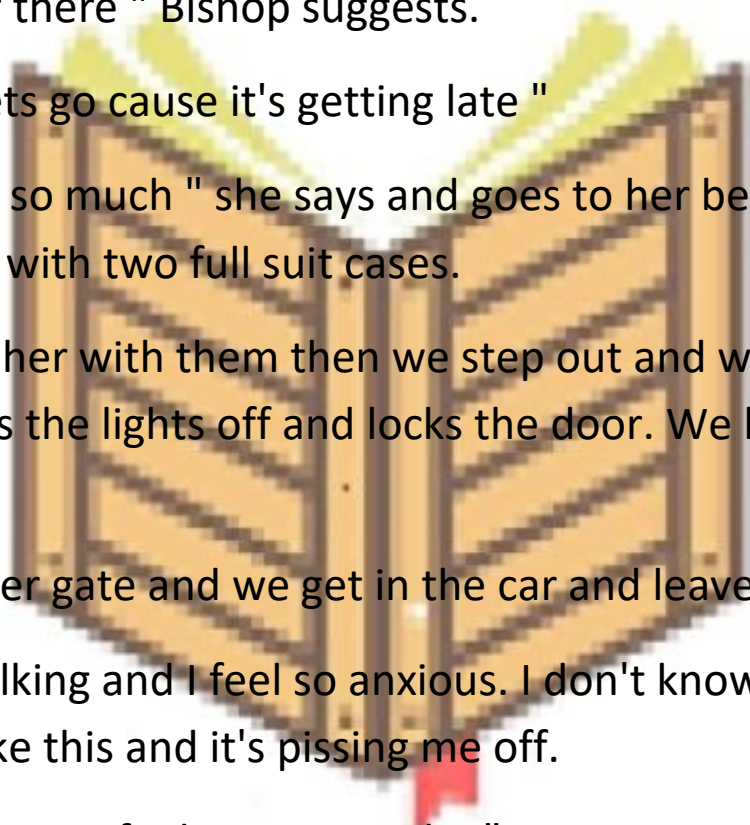 there " Bishop suggests.
ets go cause it's getting late "
so much " she says and goes to her be
with two full suit cases.
her with them then we step out and w
s the lights off and locks the door. We
er gate and we get in the car and leave
lking and I feel so anxious. I don't know
ke this and it's pissing me off.